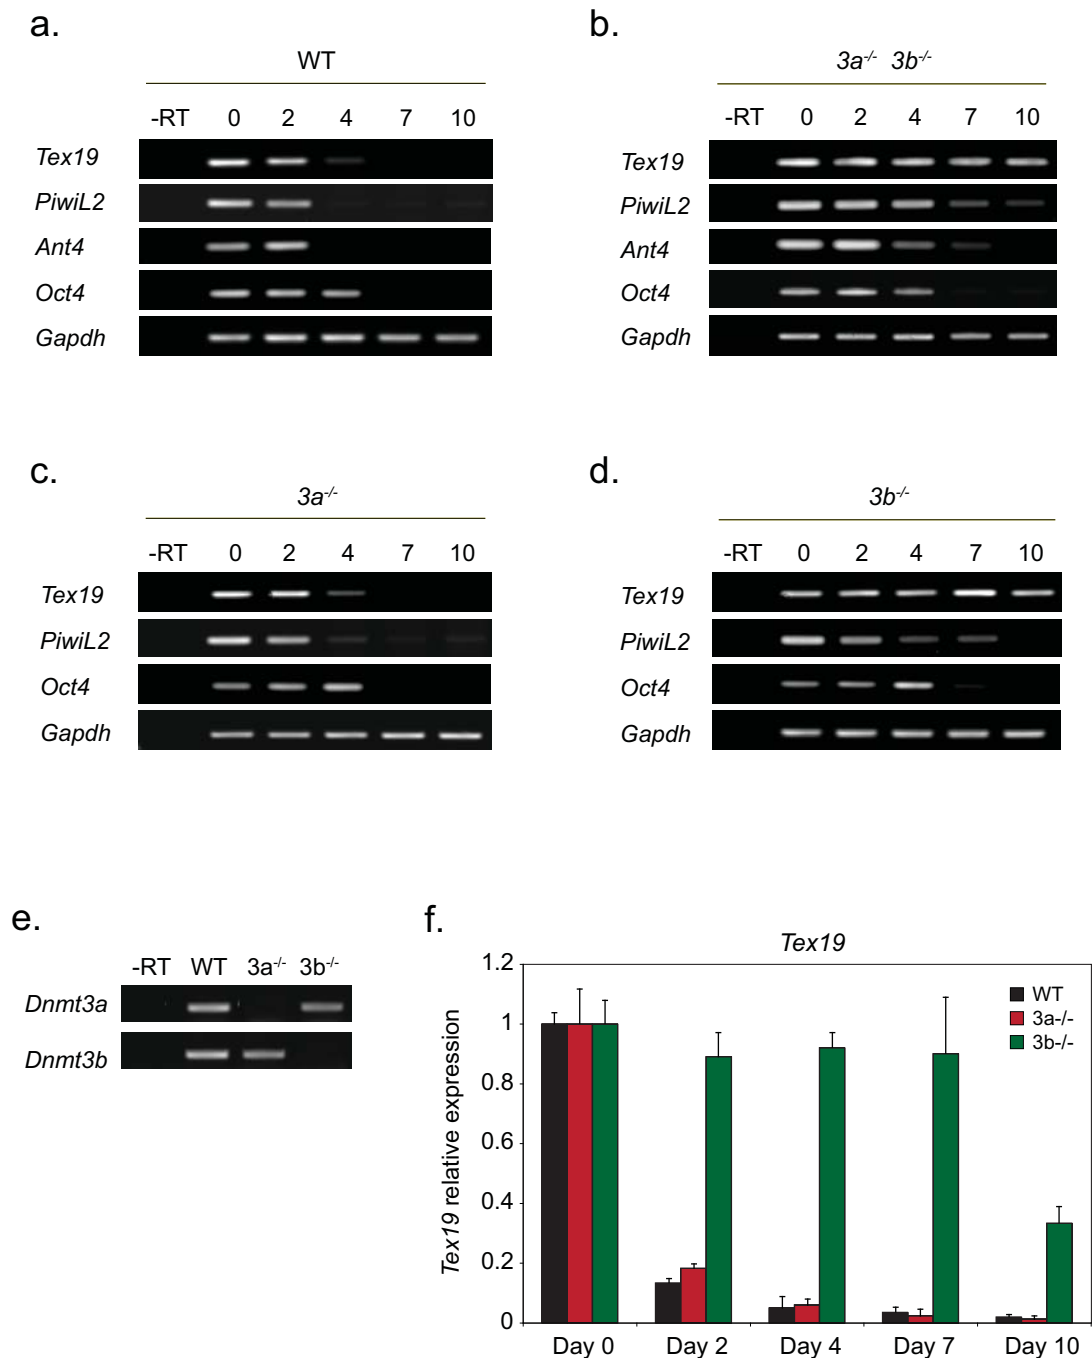 a.
WT
-RT 0 2 4 7 10
Tex19
PiwiL2
Ant4
Oct4
Gapdh
b.
3a-/- 3b-/-
-RT 0 2 4 7 10
Tex19
PiwiL2
Ant4
Oct4
Gapdh
c.
3a-/-
-RT 0 2 4 7 10
Tex19
PiwiL2
Oct4
Gapdh
d.
3b-/-
-RT 0 2 4 7 10
Tex19
PiwiL2
Oct4
Gapdh
e.
-RT WT 3a-/- 3b-/-
Dnmt3a
Dnmt3b
f.
Tex19
Tex19 relative expression
1.2
1
0.8
0.6
0.4
0.2
0
WT
3a-/-
3b-/-
Day 0 Day 2 Day 4 Day 7 Day 10